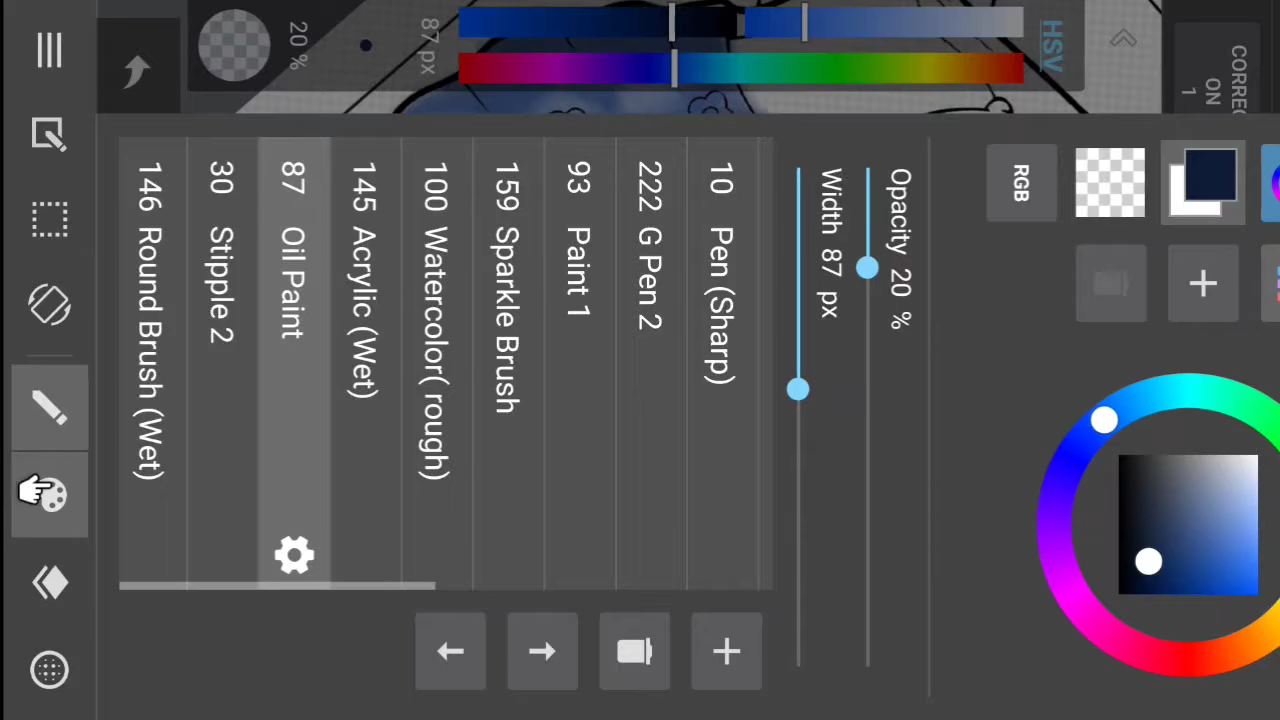 CORREC
ON
1
HSV
87 px
20 %
RGB
Opacity 20 %
Width 87 px
10 Pen (Sharp)
222 G Pen 2
93 Paint 1
159 Sparkle Brush
100 Watercolor( rough)
145 Acrylic (Wet)
87 Oil Paint
30 Stipple 2
146 Round Brush (Wet)